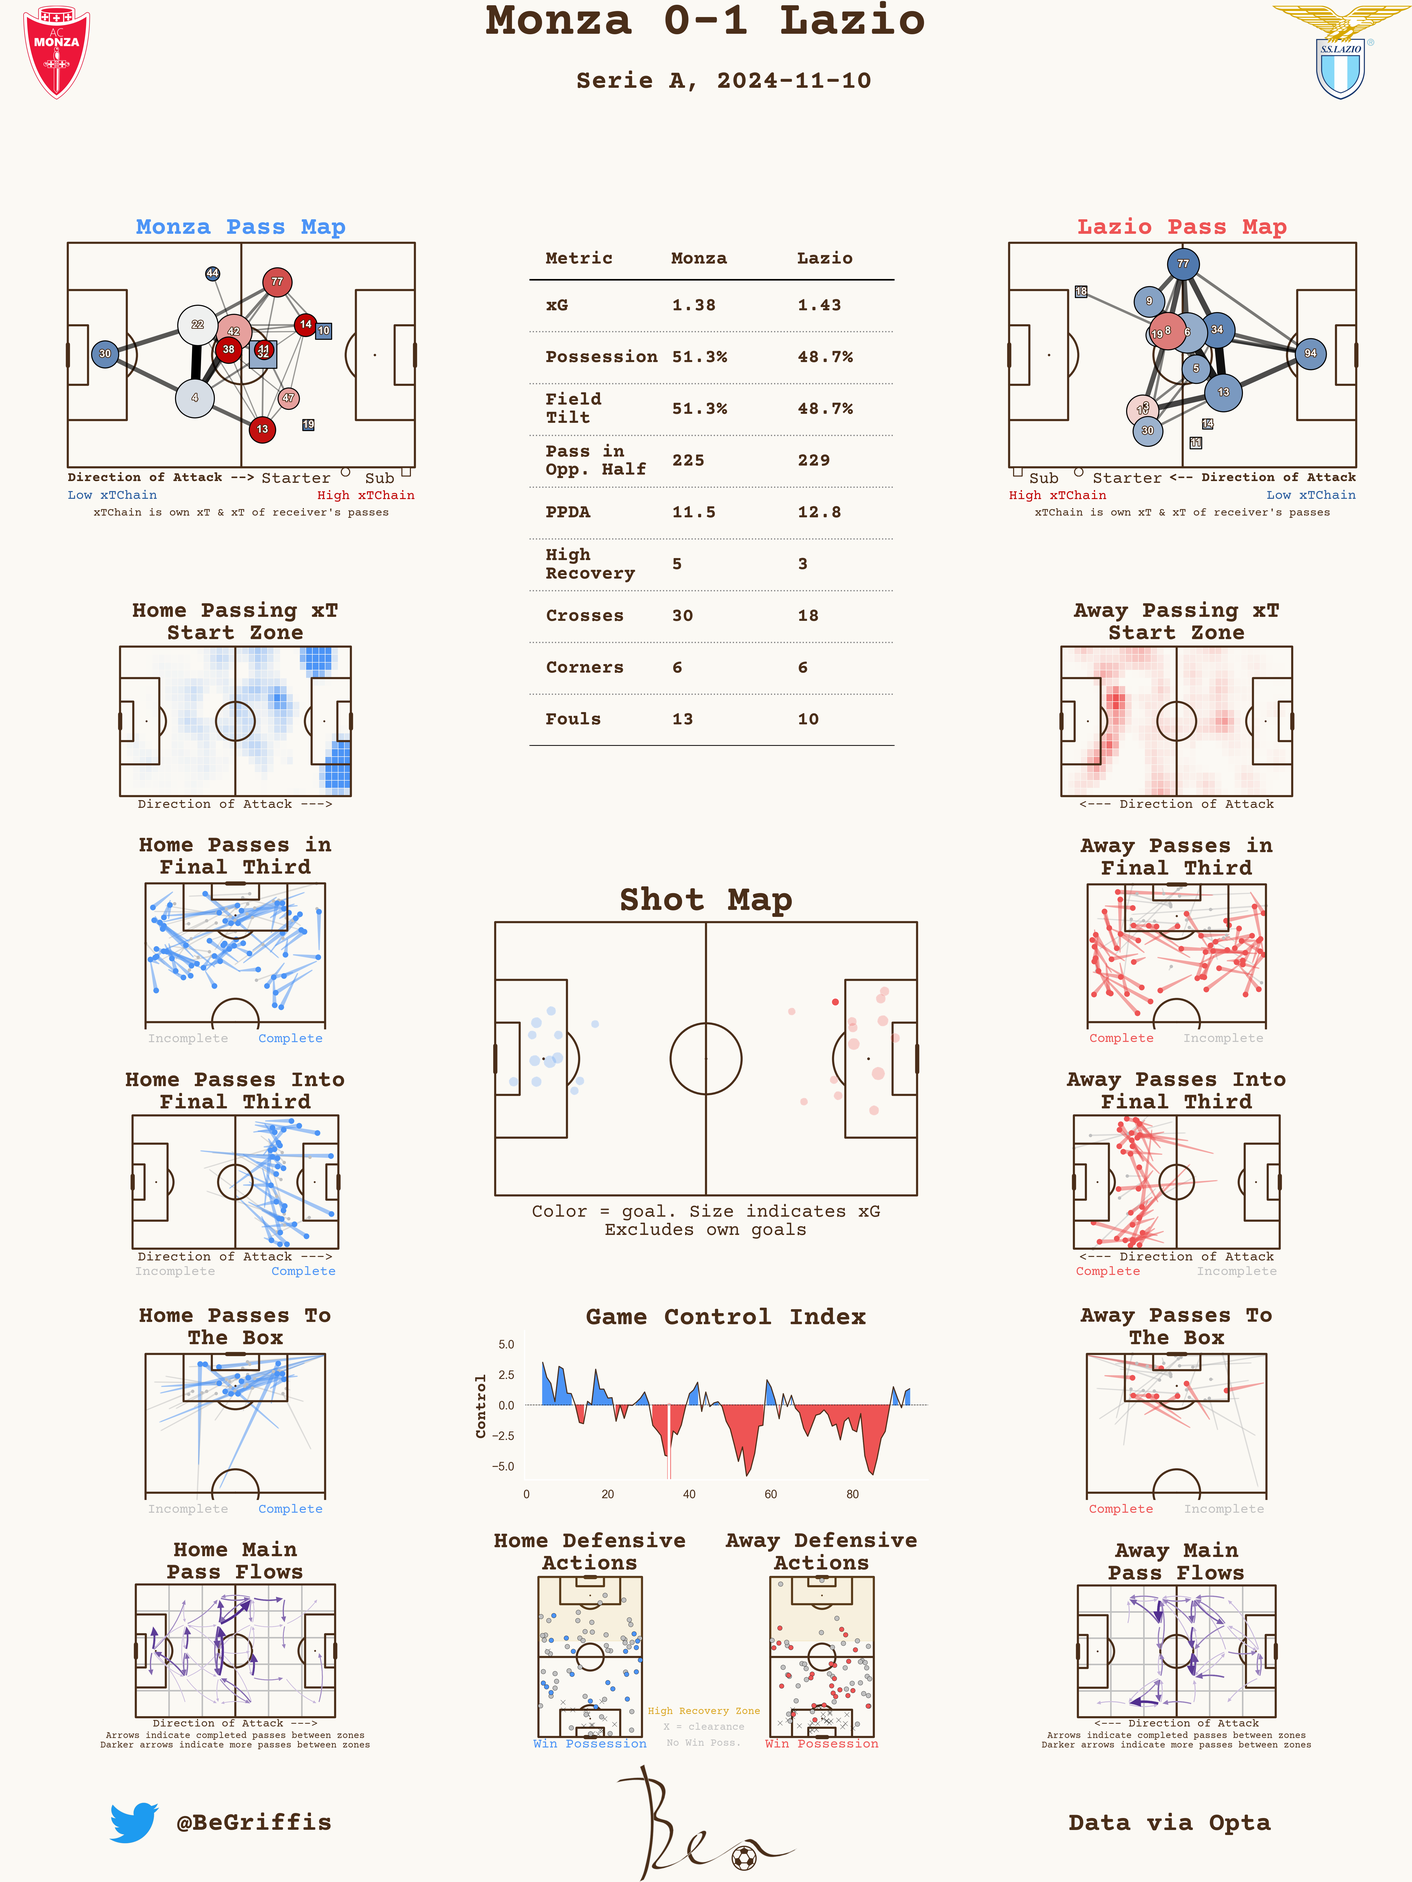 Monza 0-1 Lazio
Serie A, 2024-11-10
AC
MONZA
S.S.LAZIO
®
Monza Pass Map
44
77
22
42
14
10
30
38
11
32
4
47
13
19
Direction of Attack --> Starter Sub
Low xTChain High xTChain
xTChain is own xT & xT of receiver's passes
Metric Monza Lazio
xG 1.38 1.43
Possession 51.3% 48.7%
Field
Tilt 51.3% 48.7%
Pass in
Opp. Half 225 229
PPDA 11.5 12.8
High
Recovery 5 3
Crosses 30 18
Corners 6 6
Fouls 13 10
Lazio Pass Map
77
18
9
19
8
6
34
94
5
13
3
30
14
11
Sub Starter <-- Direction of Attack
High xTChain Low xTChain
xTChain is own xT & xT of receiver's passes
Home Passing xT
Start Zone
Direction of Attack --->
Away Passing xT
Start Zone
<--- Direction of Attack
Home Passes in
Final Third
Incomplete Complete
Away Passes in
Final Third
Complete Incomplete
Shot Map
Color = goal. Size indicates xG
Excludes own goals
Home Passes Into
Final Third
Direction of Attack --->
Incomplete Complete
Away Passes Into
Final Third
<--- Direction of Attack
Complete Incomplete
Home Passes To
The Box
Incomplete Complete
Game Control Index
Control
5.0
2.5
0.0
−2.5
−5.0
0 20 40 60 80
Away Passes To
The Box
Complete Incomplete
Home Main
Pass Flows
Direction of Attack --->
Arrows indicate completed passes between zones
Darker arrows indicate more passes between zones
Home Defensive
Actions
Win Possession
High Recovery Zone
X = clearance
No Win Poss.
Away Defensive
Actions
Win Possession
Away Main
Pass Flows
<--- Direction of Attack
Arrows indicate completed passes between zones
Darker arrows indicate more passes between zones
@BeGriffis
Ben
Data via Opta